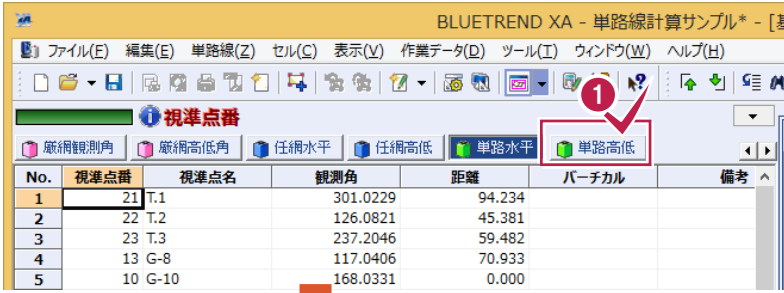 BLUETREND XA - 単路線計算サンプル* - [基
ファイル(F) 編集(E) 単路線(Z) セル(C) 表示(V) 作業データ(D) ツール(T) ウィンドウ(W) ヘルプ(H)
1
視準点番
厳網観測角 厳網高低角 任網水平 任網高低 単路水平 単路高低
No. 視準点番 視準点名 観測角 距離 バーチカル 備考
1 21 T.1 301.0229 94.234
2 22 T.2 126.0821 45.381
3 23 T.3 237.2046 59.482
4 13 G-8 117.0406 70.933
5 10 G-10 168.0331 0.000